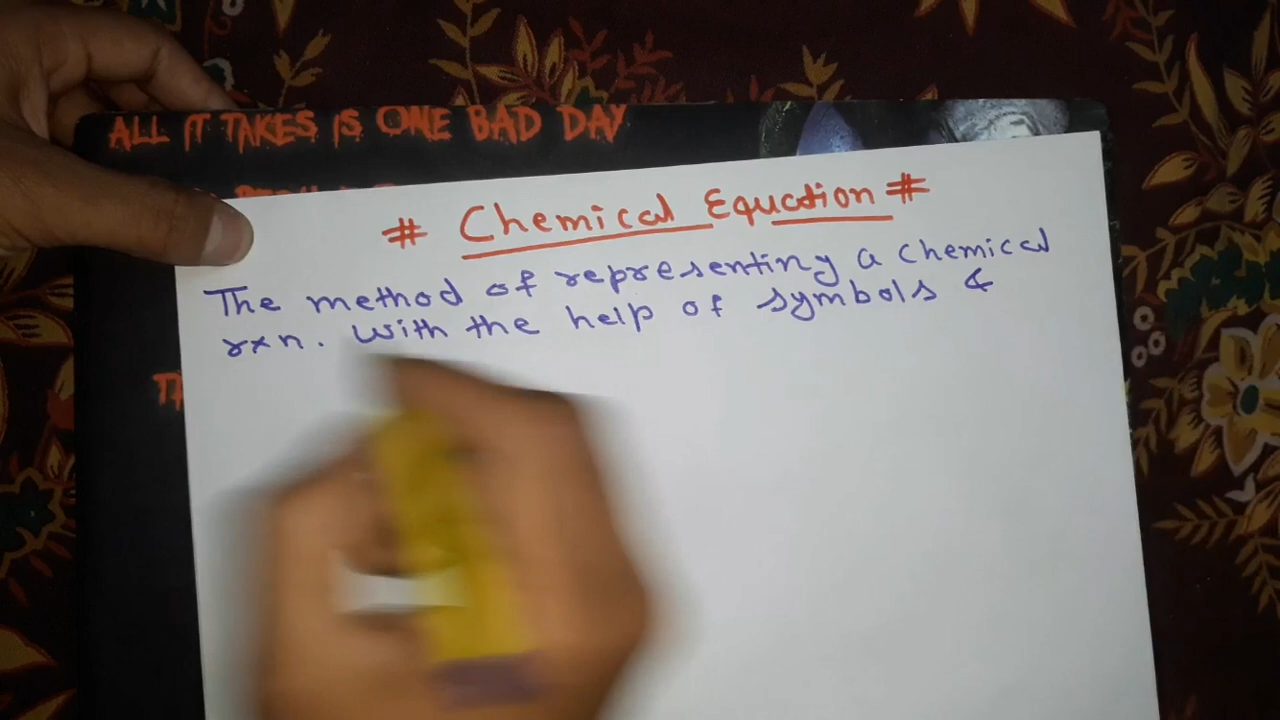 ALL IT TAKES IS ONE BAD DAY
# Chemical Equation #
The method of representing a chemical
rxn. with the help of symbols &